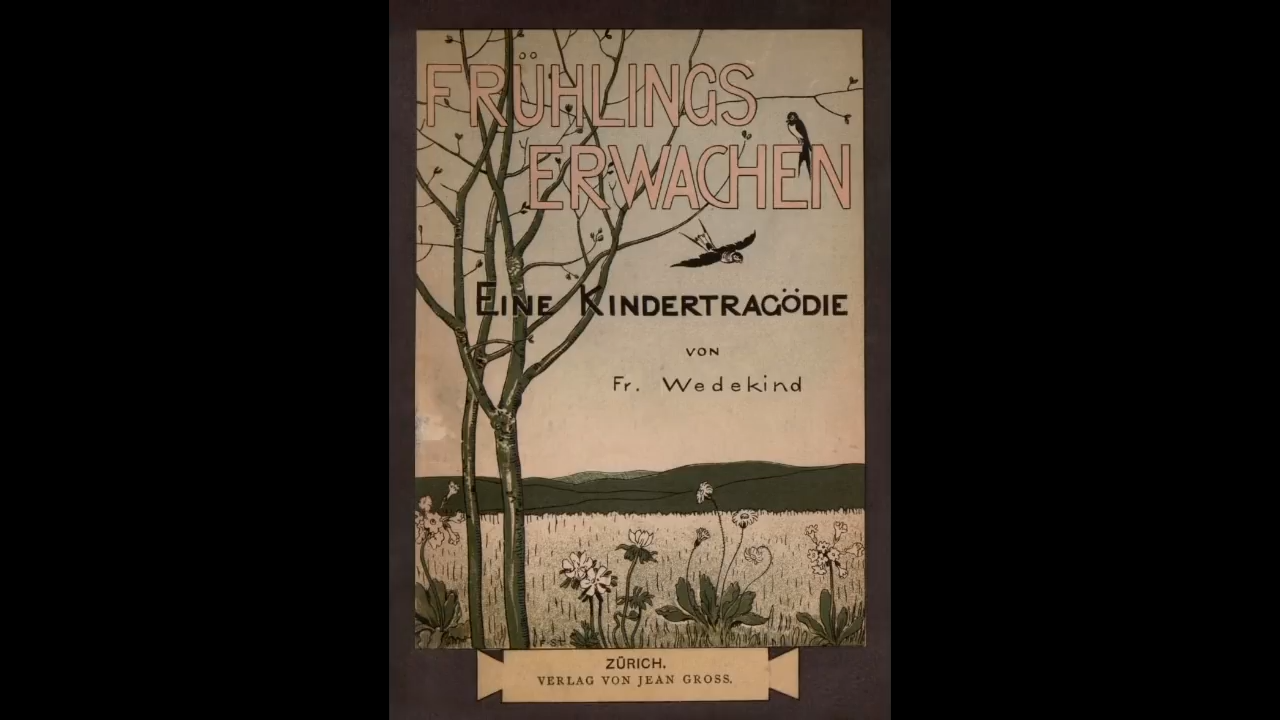 FRÜHLINGS
ERWACHEN
EINE KINDERTRAGÖDIE
VON
Fr. Wedekind
ZÜRICH.
VERLAG VON JEAN GROSS.